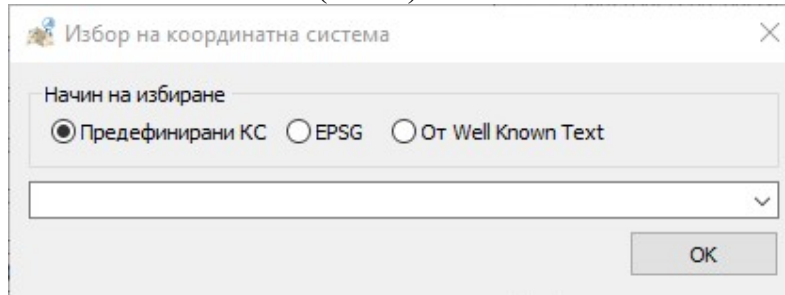 Избор на координатна система
Начин на избиране
Предефинирани КС EPSG От Well Known Text
OK